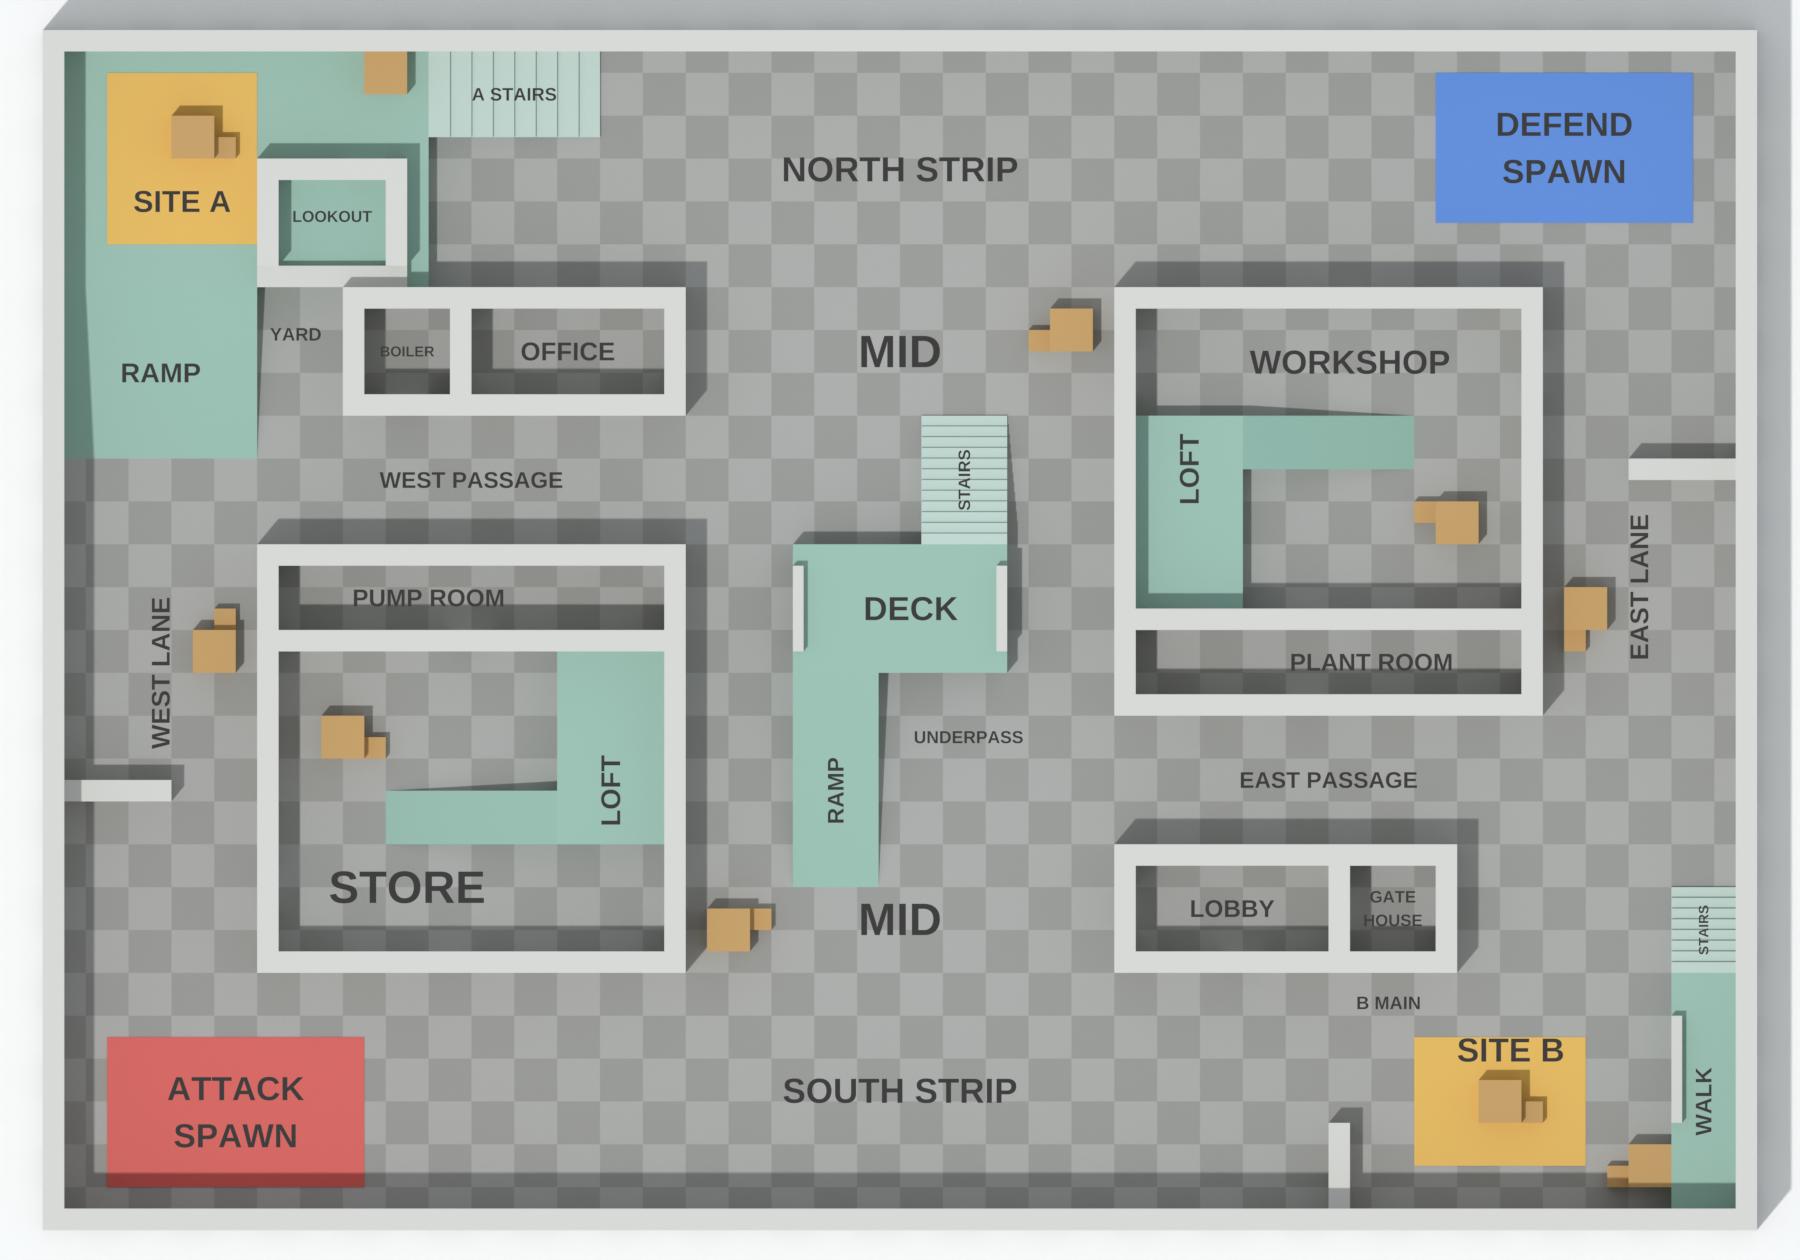 A STAIRS
DEFEND
SPAWN
NORTH STRIP
SITE A
LOOKOUT
YARD
BOILER
OFFICE
MID
WORKSHOP
RAMP
WEST PASSAGE
STAIRS
LOFT
EAST LANE
PUMP ROOM
DECK
PLANT ROOM
WEST LANE
UNDERPASS
EAST PASSAGE
LOFT
RAMP
STORE
LOBBY
GATE
HOUSE
STAIRS
MID
B MAIN
SITE B
ATTACK
SPAWN
SOUTH STRIP
WALK